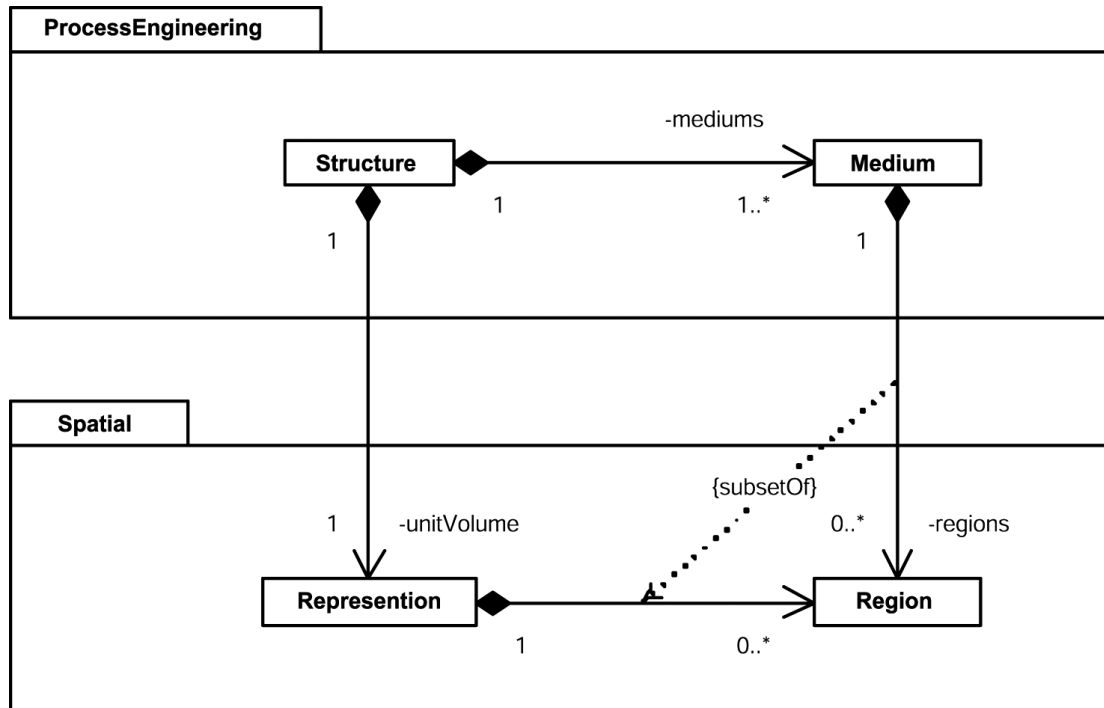 ProcessEngineering
-mediums
Structure
Medium
1
1..*
1
1
Spatial
{subsetOf}
1
-unitVolume
0..*
-regions
Represention
Region
1
0..*